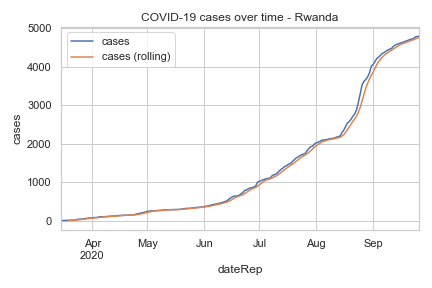 COVID-19 cases over time - Rwanda
5000
4000
3000
2000
1000
0
cases
cases
cases (rolling)
Apr
2020
May
Jun
Jul
Aug
Sep
dateRep